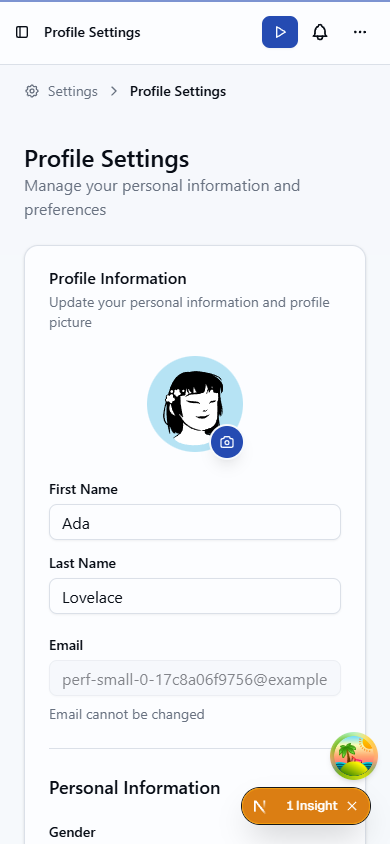 Profile Settings
Settings > Profile Settings
Profile Settings
Manage your personal information and
preferences
Profile Information
Update your personal information and profile
picture
First Name
Ada
Last Name
Lovelace
Email
perf-small-0-17c8a06f9756@example
Email cannot be changed
Personal Information
1 Insight
Gender